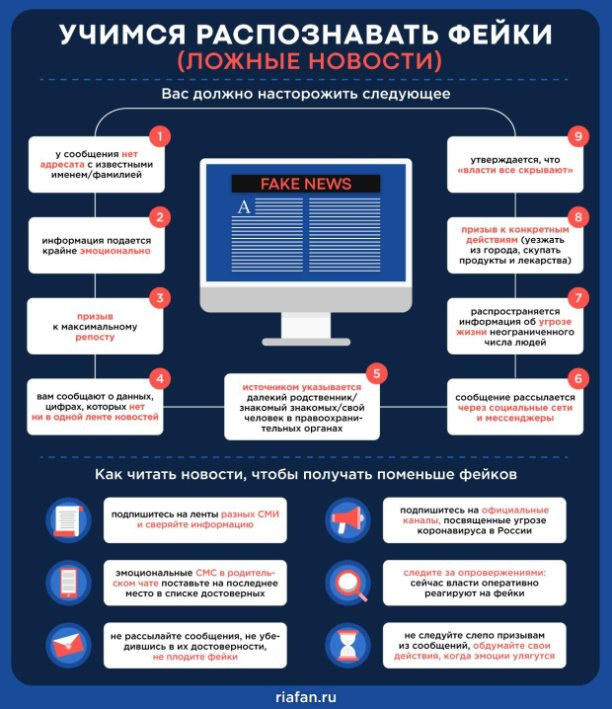 УЧИМСЯ РАСПОЗНАВАТЬ ФЕЙКИ
(ЛОЖНЫЕ НОВОСТИ)
Вас должно насторожить следующее
1
у сообщения нет
адресата с известными
именем/фамилией
2
информация подается
крайне эмоционально
3
призыв
к максимальному
репосту
4
вам сообщают о данных,
цифрах, которых нет
ни в одной ленте новостей
FAKE NEWS
A
5
источником указывается
далекий родственник/
знакомый знакомых/свой
человек в правоохрани-
тельных органах
6
сообщение рассылается
через социальные сети
и мессенджеры
7
распространяется
информация об угрозе
жизни неограниченного
числа людей
8
призыв к конкретным
действиям (уезжать
из города, скупать
продукты и лекарства)
9
утверждается, что
«власти все скрывают»
Как читать новости, чтобы получать поменьше фейков
подпишитесь на ленты разных СМИ
и сверяйте информацию
эмоциональные СМС в родитель-
ском чате поставьте на последнее
место в списке достоверных
не рассылайте сообщения, не убе-
дившись в их достоверности,
не плодите фейки
подпишитесь на официальные
каналы, посвященные угрозе
коронавируса в России
следите за опровержениями:
сейчас власти оперативно
реагируют на фейки
не следуйте слепо призывам
из сообщений, обдумайте свои
действия, когда эмоции улягутся
riafan.ru